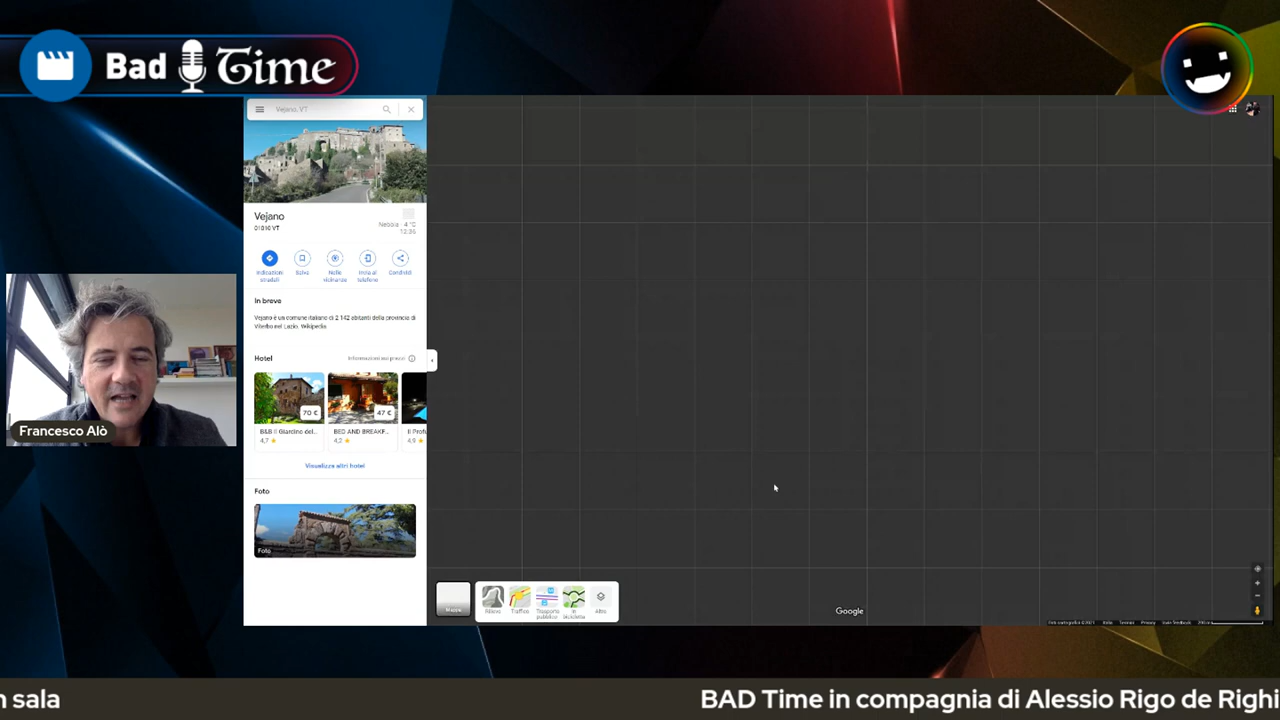 Bad Time
Vejano, VT
Vejano
01010 VT
Nebbia · 4 °C
12:36
Indicazioni
stradali
Salva
Nelle
vicinanze
Invia al
telefono
Condividi
In breve
Vejano è un comune italiano di 2 142 abitanti della provincia di
Viterbo nel Lazio. Wikipedia
Hotel
Informazioni sui prezzi
70 €
47 €
B&B Il Giardino del...
BED AND BREAKF...
Il Prof
4,7 ★
4,2 ★
4,9 ★
Visualizza altri hotel
Foto
Foto
Francesco Alò
Mappa
Rilievo
Traffico
Trasporto
pubblico
In
bicicletta
Altro
Google
n sala
BAD Time in compagnia di Alessio Rigo de Righi